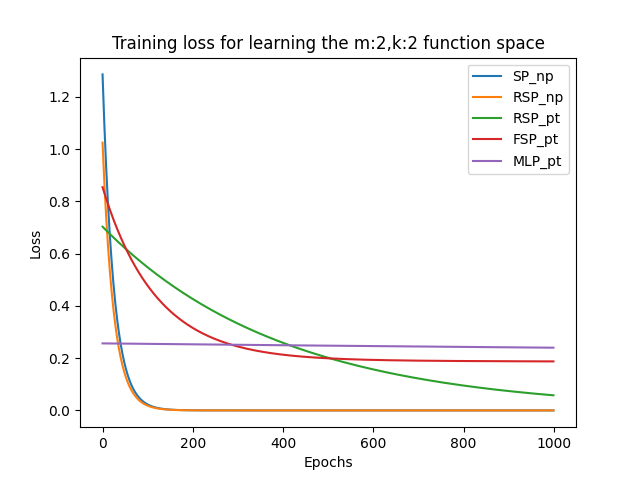 Training loss for learning the m:2,k:2 function space
SP_np
RSP_np
RSP_pt
FSP_pt
MLP_pt
Loss
1.2
1.0
0.8
0.6
0.4
0.2
0.0
0 200 400 600 800 1000
Epochs